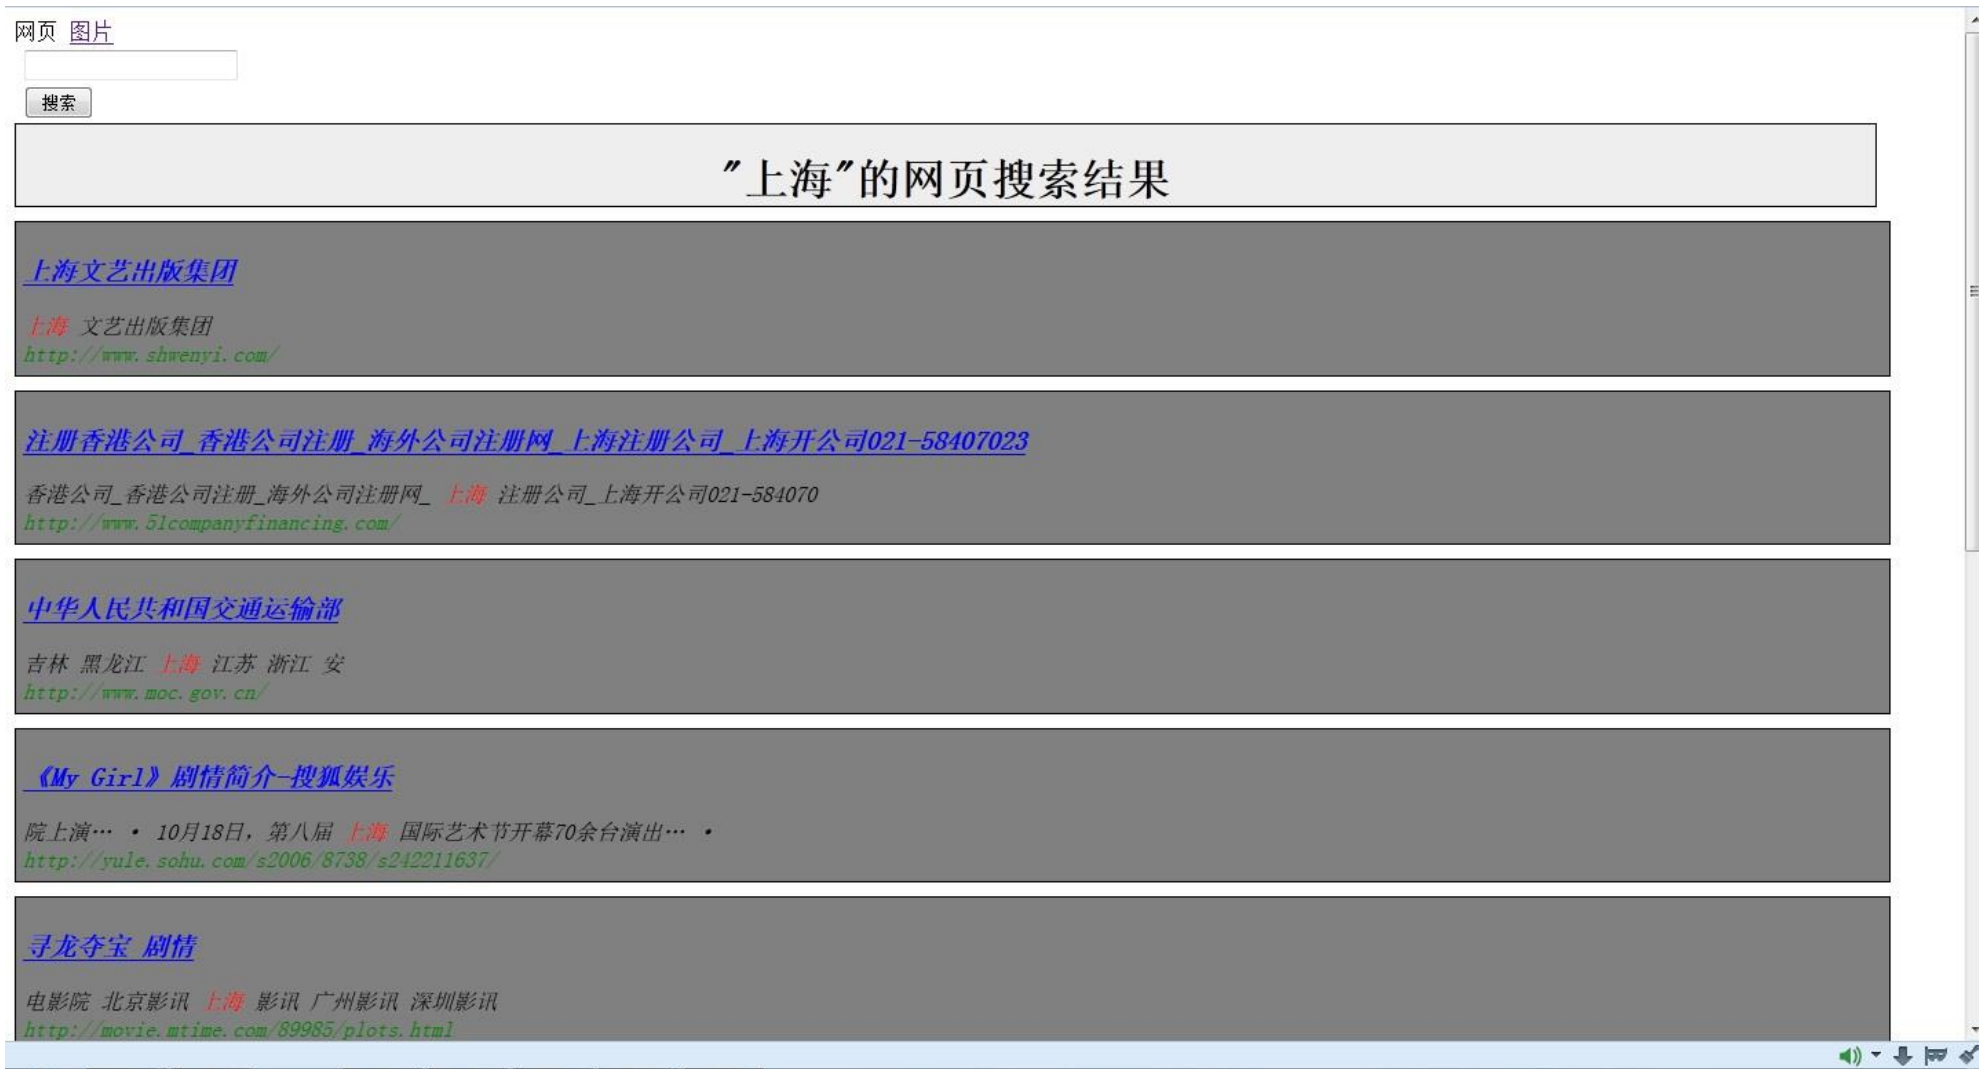 网页 图片
搜索
"上海"的网页搜索结果
上海文艺出版集团
上海 文艺出版集团
http://www.shwenyi.com/
注册香港公司_香港公司注册_海外公司注册网_上海注册公司_上海开公司021-58407023
香港公司_香港公司注册_海外公司注册网_ 上海 注册公司_上海开公司021-584070
http://www.51companyfinancing.com/
中华人民共和国交通运输部
吉林 黑龙江 上海 江苏 浙江 安
http://www.moc.gov.cn/
《My Girl》剧情简介-搜狐娱乐
院上演… • 10月18日，第八届 上海 国际艺术节开幕70余台演出… •
http://yule.sohu.com/s2006/8738/s242211637/
寻龙夺宝 剧情
电影院 北京影讯 上海 影讯 广州影讯 深圳影讯
http://movie.mtime.com/89985/plots.html